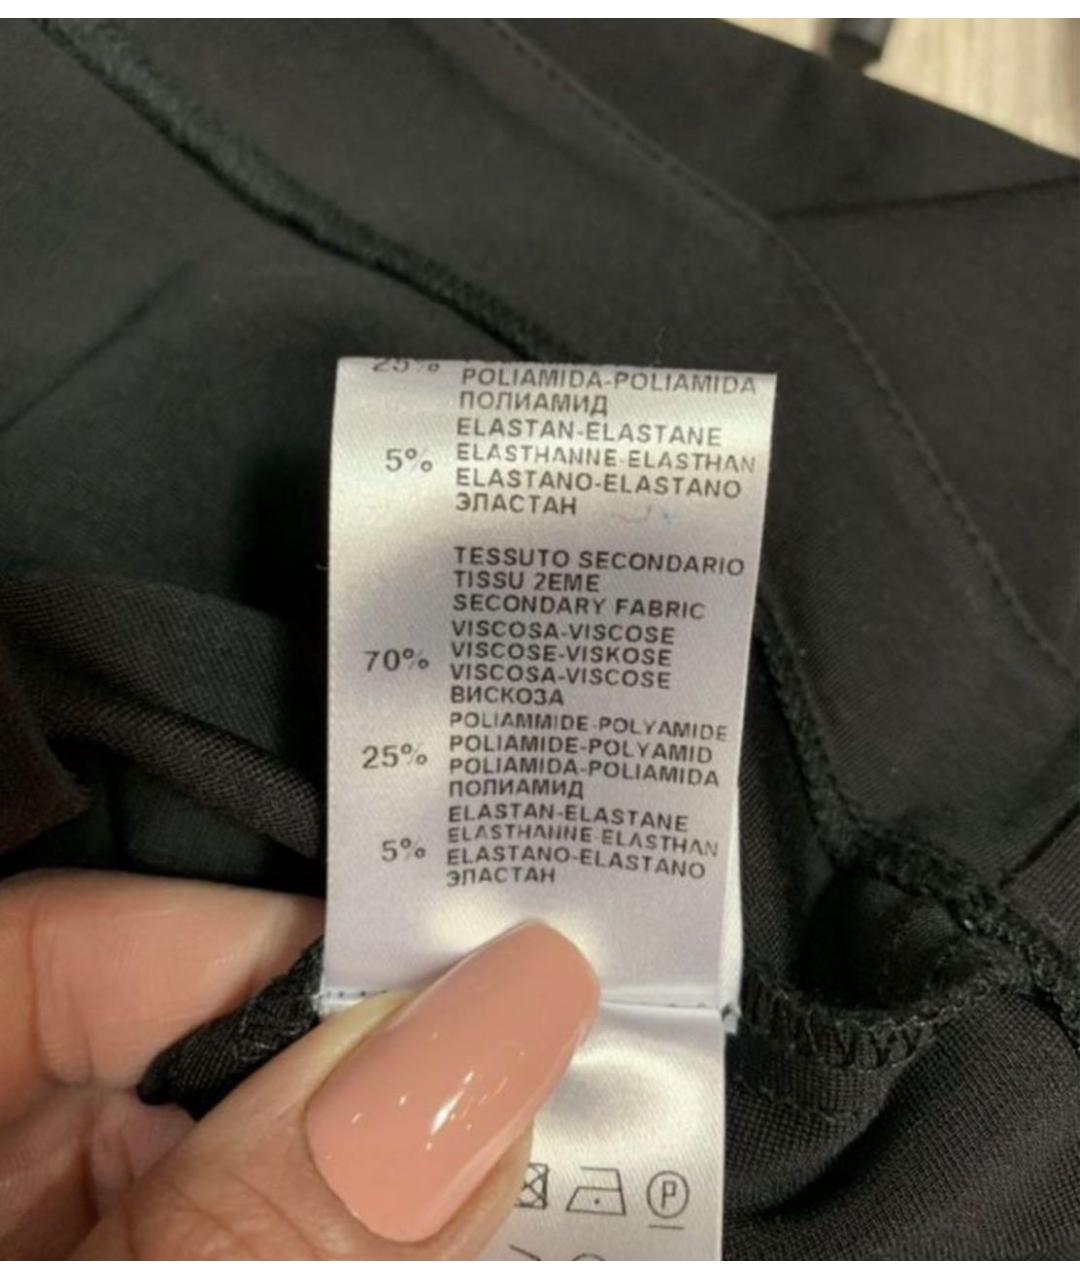 25%
POLIAMIDA-POLIAMIDA
ПОЛИАМИД
ELASTAN-ELASTANE
5% ELASTHANNE-ELASTHAN
ELASTANO-ELASTANO
ЭЛАСТАН
TESSUTO SECONDARIO
TISSU 2EME
SECONDARY FABRIC
VISCOSA-VISCOSE
70% VISCOSE-VISKOSE
VISCOSA-VISCOSE
ВИСКОЗА
POLIAMMIDE-POLYAMIDE
25% POLIAMIDE-POLYAMID
POLIAMIDA-POLIAMIDA
ПОЛИАМИД
ELASTAN-ELASTANE
5% ELASTHANNE-ELASTHAN
ELASTANO-ELASTANO
ЭЛАСТАН
P